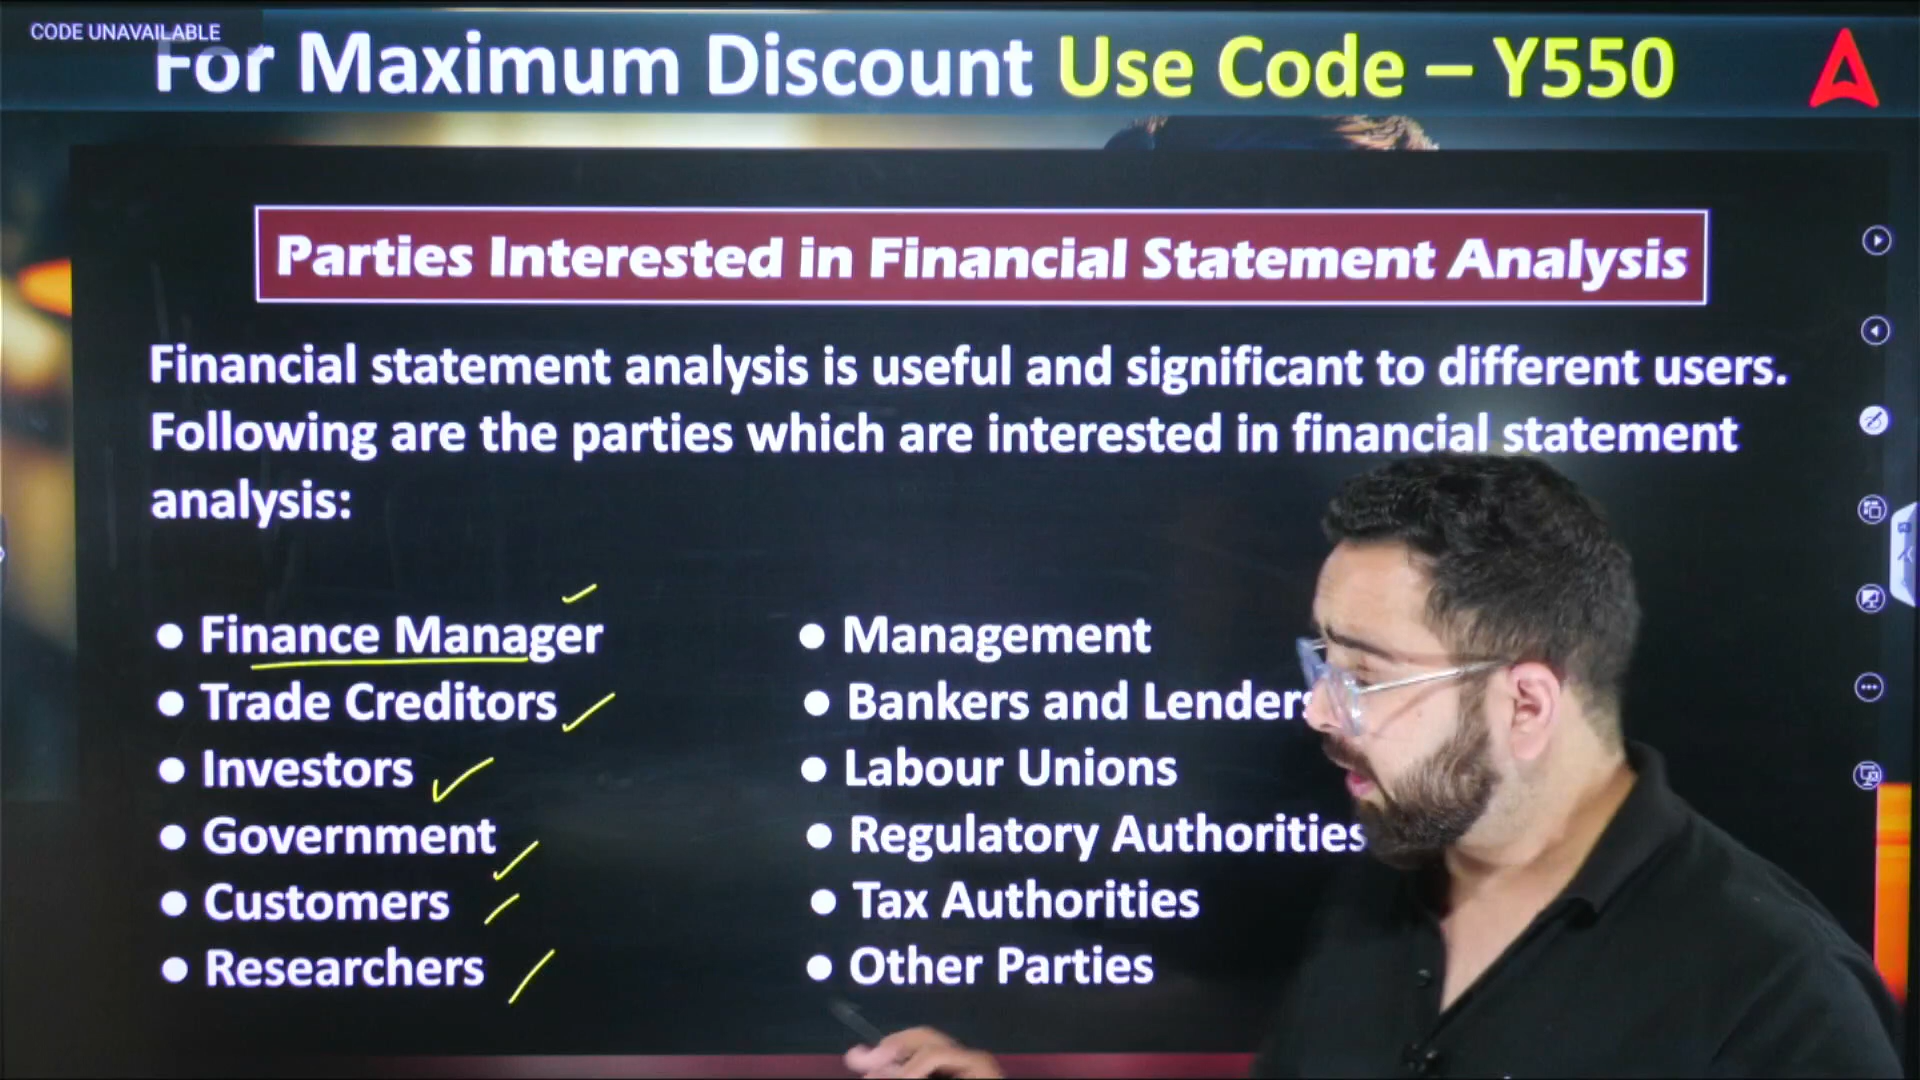 CODE UNAVAILABLE
For Maximum Discount Use Code – Y550
Parties Interested in Financial Statement Analysis
Financial statement analysis is useful and significant to different users.
Following are the parties which are interested in financial statement
analysis:
● Finance Manager
● Trade Creditors
● Investors
● Government
● Customers
● Researchers
● Management
● Bankers and Lenders
● Labour Unions
● Regulatory Authorities
● Tax Authorities
● Other Parties